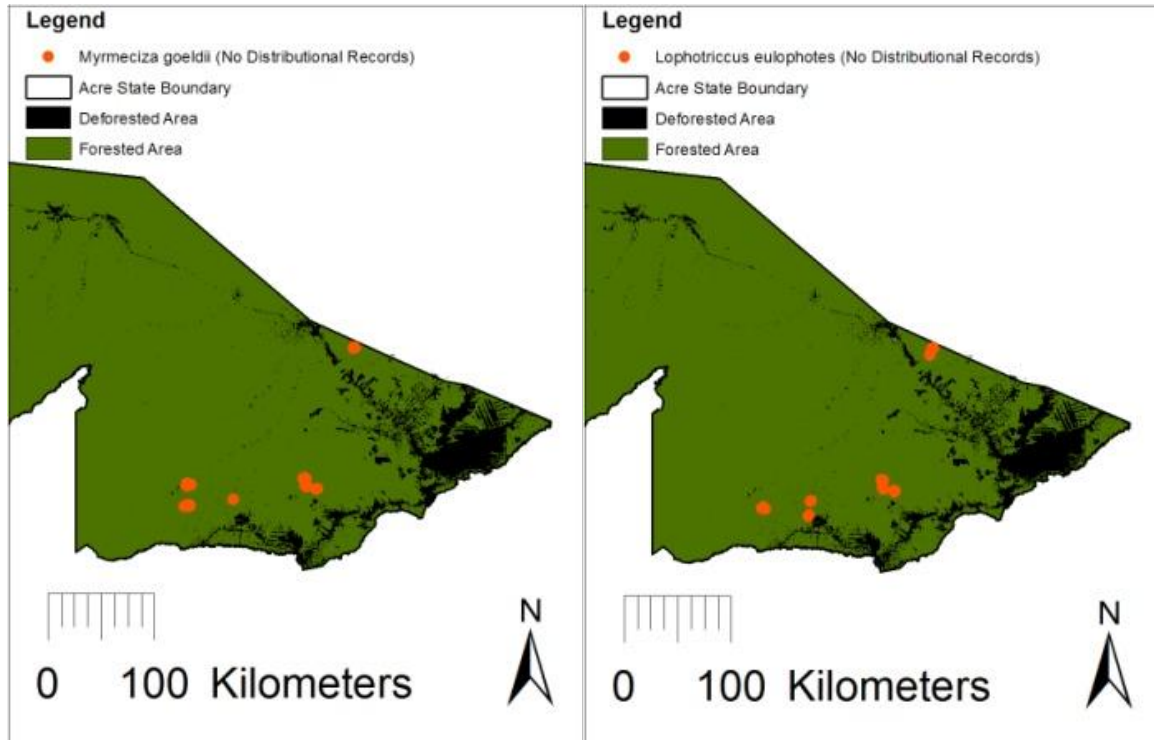 Legend
Myrmeciza goeldii (No Distributional Records)
Acre State Boundary
Deforested Area
Forested Area
N
0 100 Kilometers
Legend
Lophotriccus eulophotes (No Distributional Records)
Acre State Boundary
Deforested Area
Forested Area
N
0 100 Kilometers